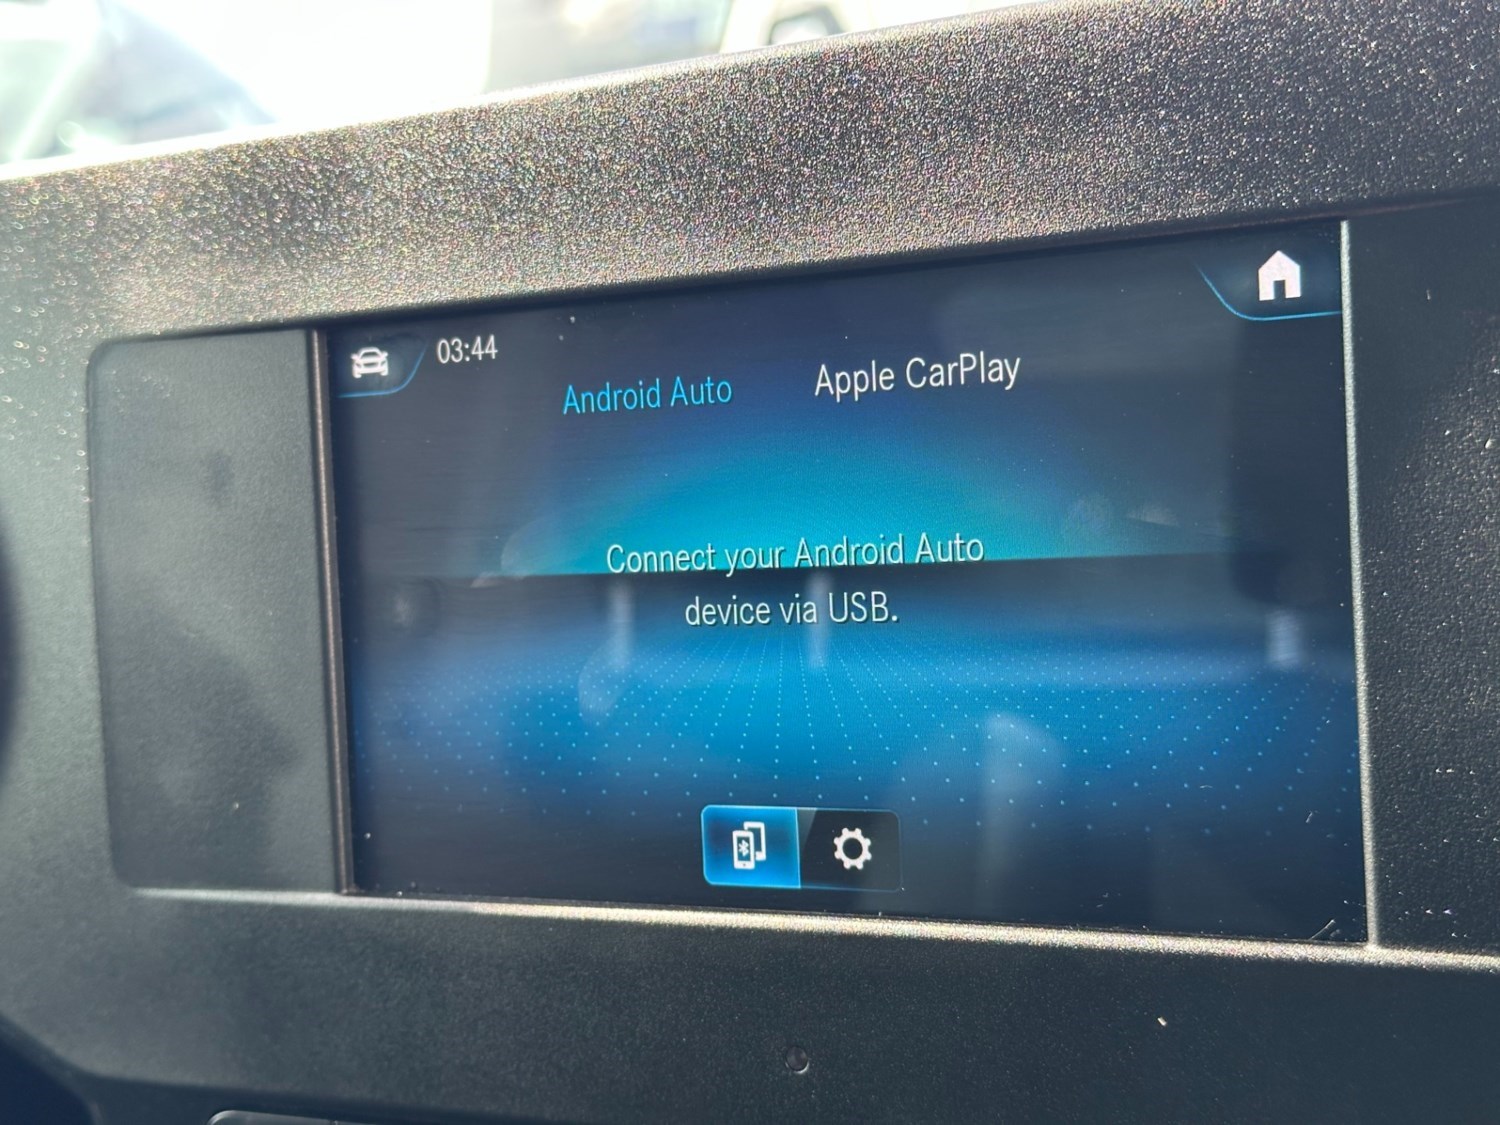 03:44
Android Auto
Apple CarPlay
Connect your Android Auto
device via USB.